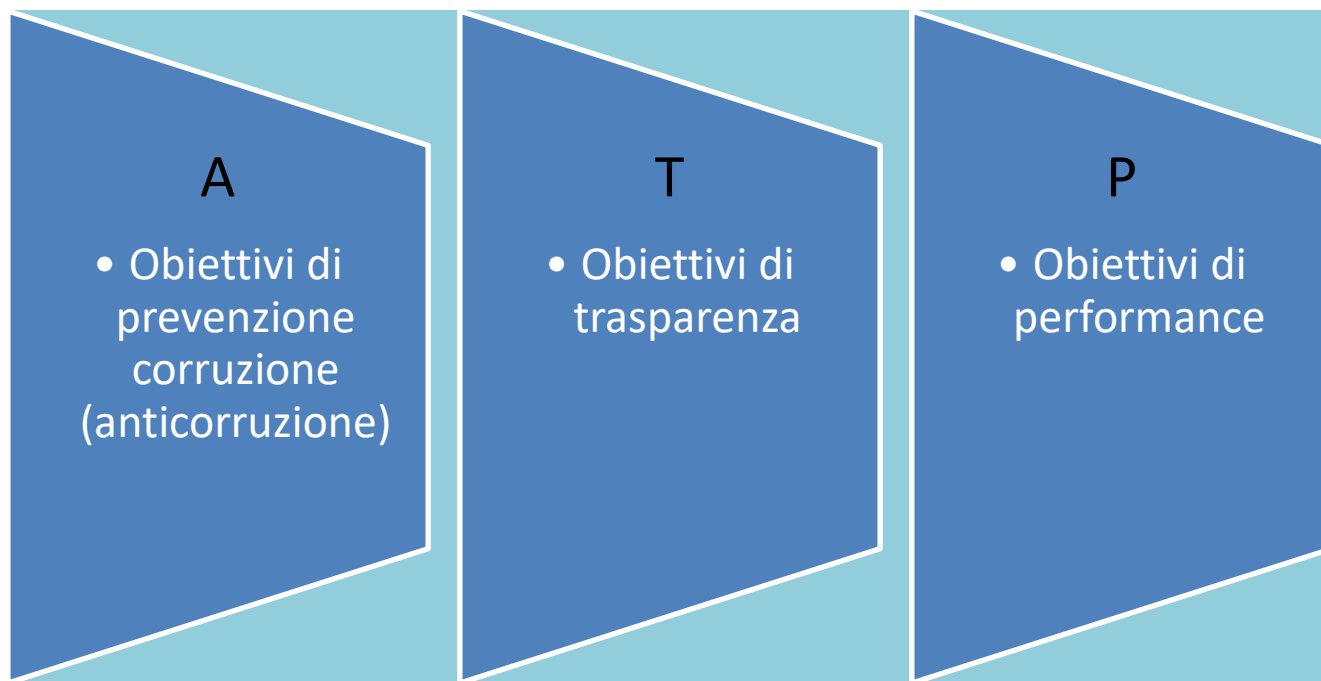 A
• Obiettivi di
prevenzione
corruzione
(anticorruzione)
T
• Obiettivi di
trasparenza
P
• Obiettivi di
performance